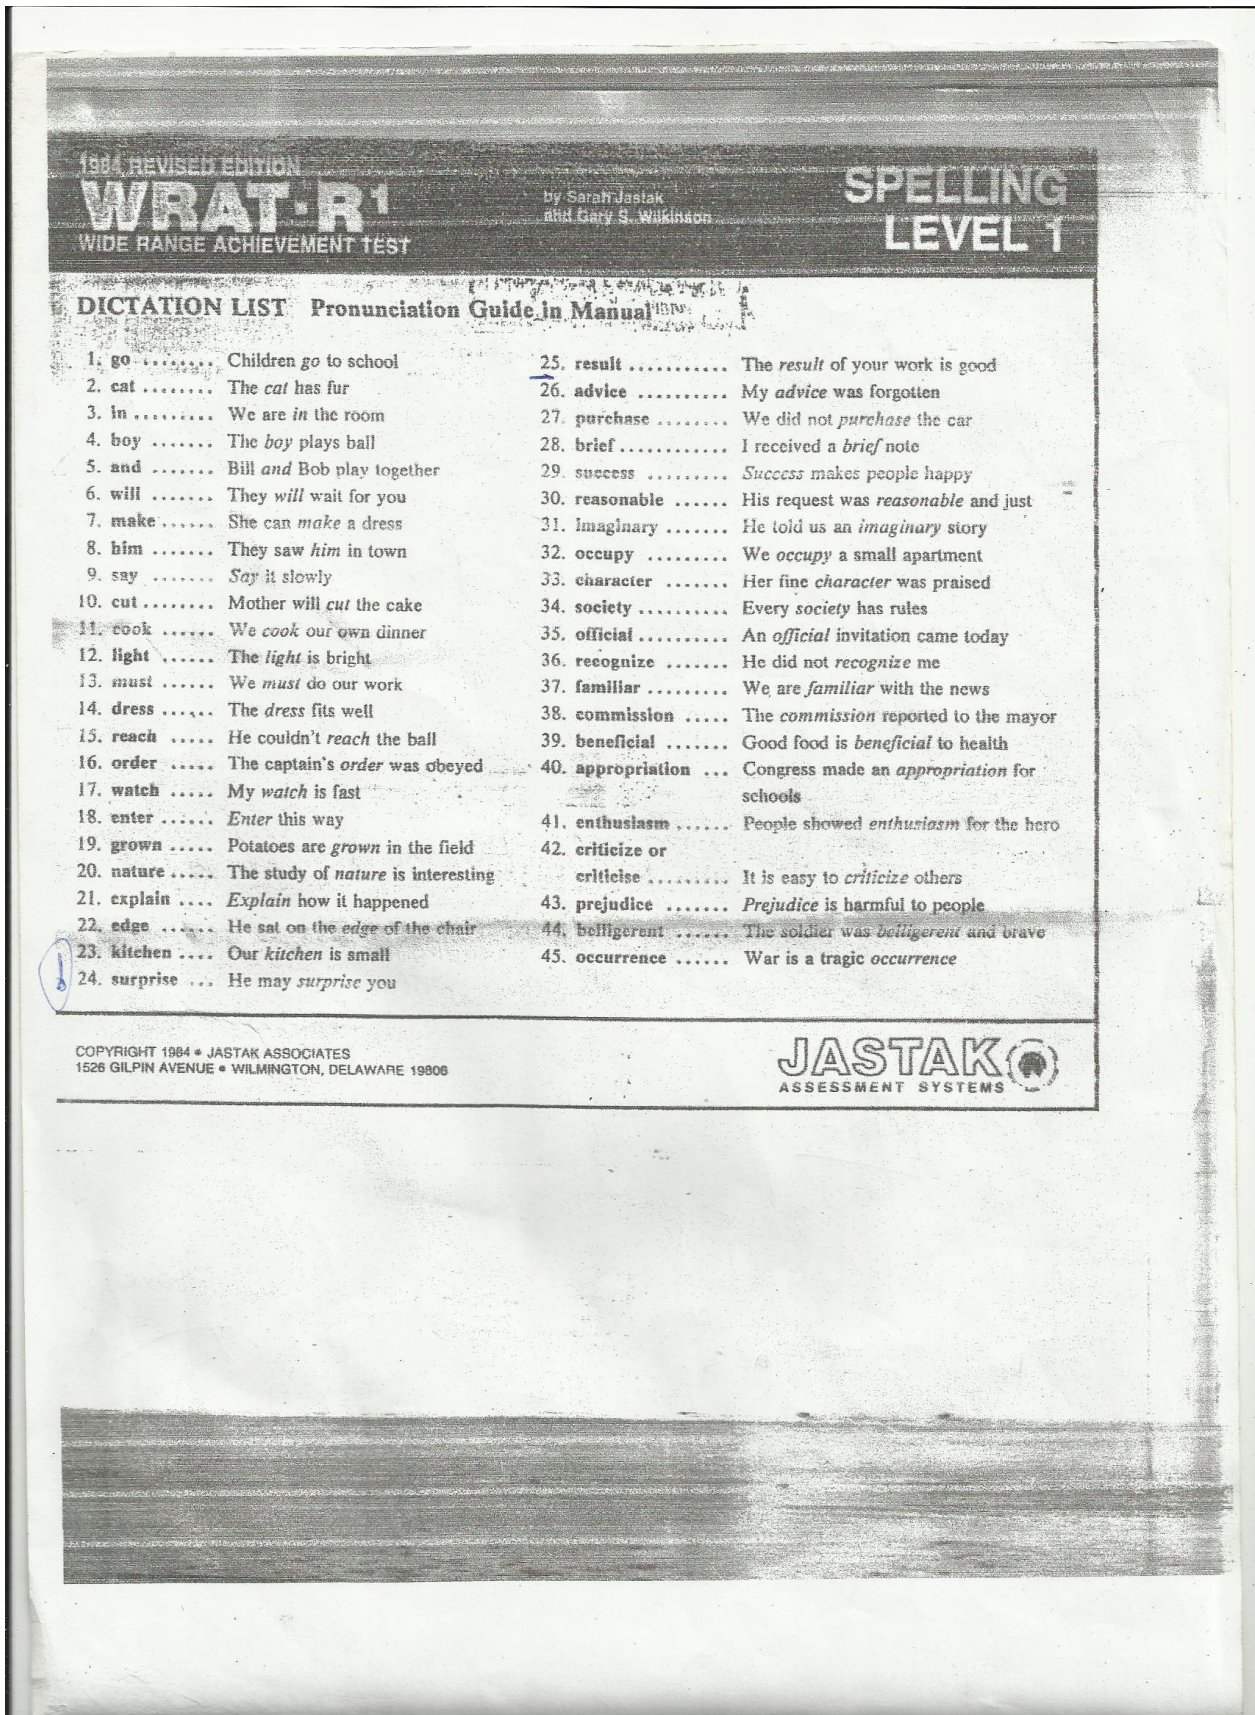 1984 REVISED EDITION
WRAT-R1
WIDE RANGE ACHIEVEMENT TEST
by Sarah Jastak
and Gary S. Wilkinson
SPELLING
LEVEL 1
DICTATION LIST Pronunciation Guide in Manual
1. go ........ Children go to school
2. cat ........ The cat has fur
3. in ......... We are in the room
4. boy ....... The boy plays ball
5. and ....... Bill and Bob play together
6. will ....... They will wait for you
7. make ...... She can make a dress
8. him ....... They saw him in town
9. say ....... Say it slowly
10. cut ........ Mother will cut the cake
11. cook ...... We cook our own dinner
12. light ...... The light is bright
13. must ...... We must do our work
14. dress ...... The dress fits well
15. reach ..... He couldn't reach the ball
16. order ..... The captain's order was obeyed
17. watch ..... My watch is fast
18. enter ...... Enter this way
19. grown ..... Potatoes are grown in the field
20. nature ..... The study of nature is interesting
21. explain .... Explain how it happened
22. edge ...... He sat on the edge of the chair
23. kitchen .... Our kitchen is small
24. surprise ... He may surprise you
25. result ........... The result of your work is good
26. advice .......... My advice was forgotten
27. purchase ........ We did not purchase the car
28. brief ............ I received a brief note
29. success ......... Success makes people happy
30. reasonable ...... His request was reasonable and just
31. imaginary ....... He told us an imaginary story
32. occupy ......... We occupy a small apartment
33. character ....... Her fine character was praised
34. society .......... Every society has rules
35. official .......... An official invitation came today
36. recognize ....... He did not recognize me
37. familiar ......... We are familiar with the news
38. commission ..... The commission reported to the mayor
39. beneficial ....... Good food is beneficial to health
40. appropriation ... Congress made an appropriation for
schools
41. enthusiasm ...... People showed enthusiasm for the hero
42. criticize or
criticise ......... It is easy to criticize others
43. prejudice ....... Prejudice is harmful to people
44. belligerent ...... The soldier was belligerent and brave
45. occurrence ...... War is a tragic occurrence
COPYRIGHT 1984 • JASTAK ASSOCIATES
1526 GILPIN AVENUE • WILMINGTON, DELAWARE 19806
JASTAK
ASSESSMENT SYSTEMS